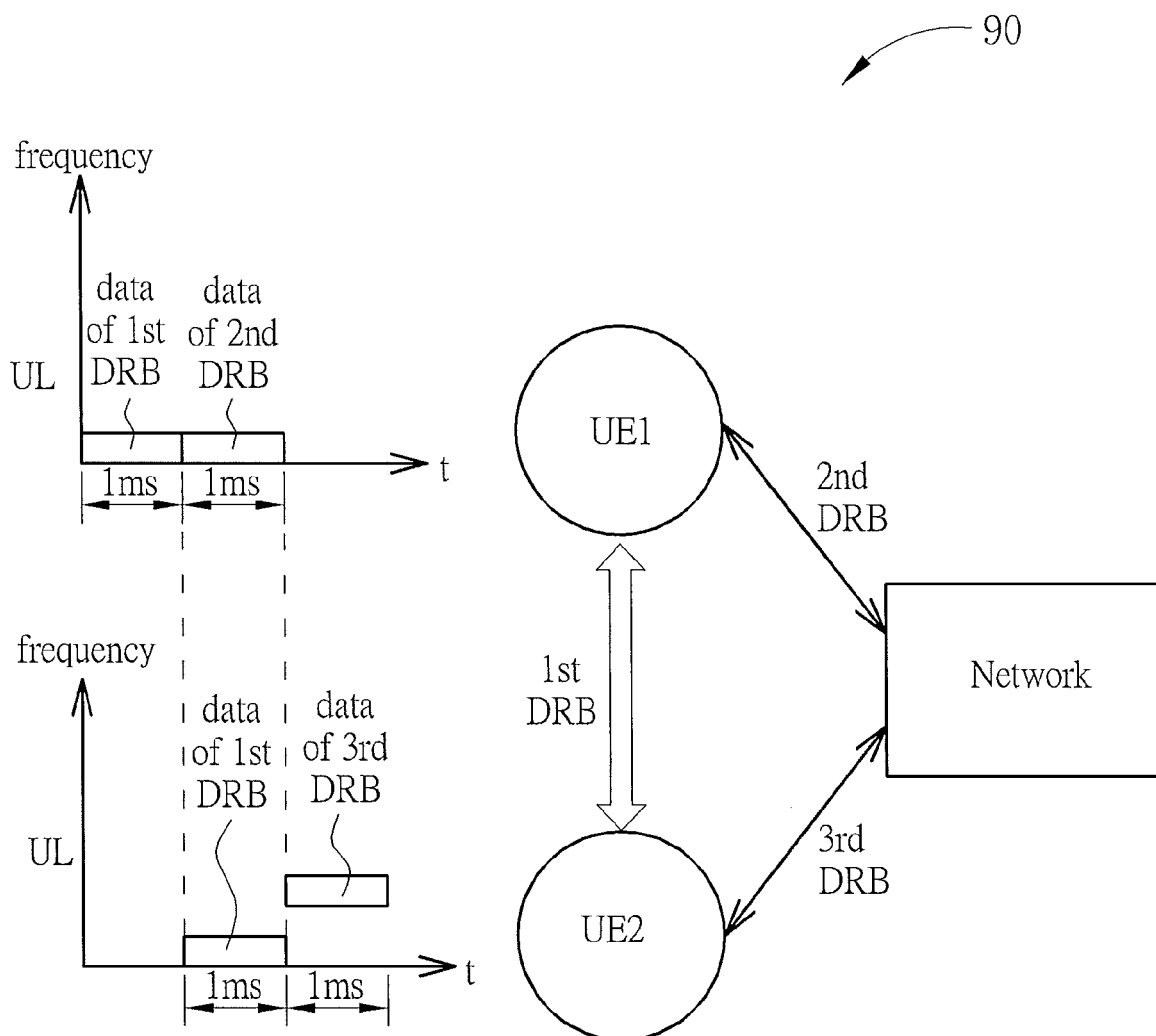 90
frequency
data of 1st DRB
data of 2nd DRB
UL
t
1ms
1ms
UE1
2nd
DRB
1st
DRB
Network
frequency
data of 1st DRB
data of 3rd DRB
UL
t
1ms
1ms
UE2
3rd
DRB